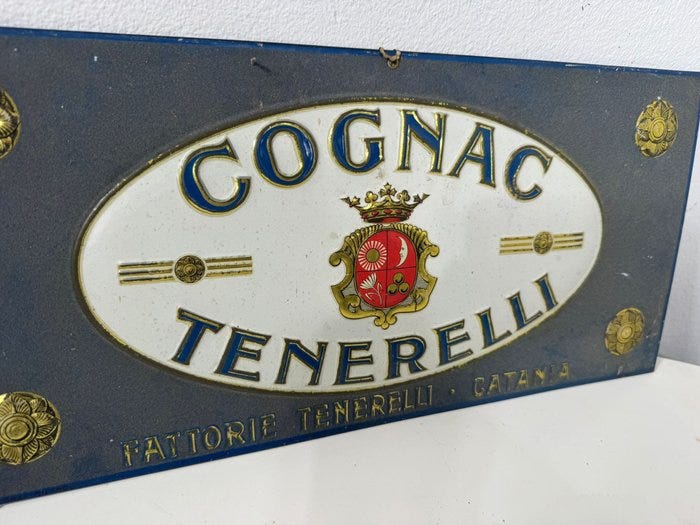 COGNAC
TENERELLI
FATTORIE TENERELLI · CATANIA